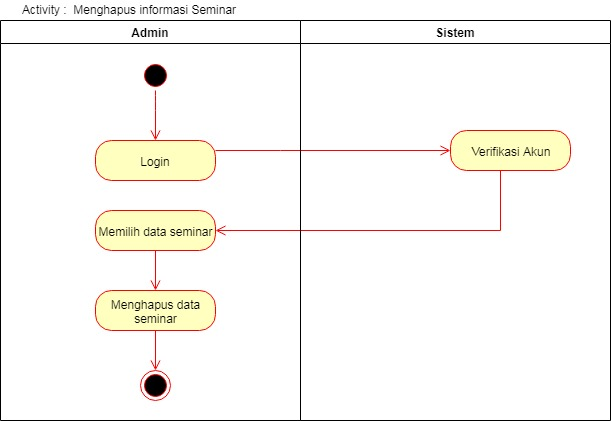 Activity :  Menghapus informasi Seminar
Admin
Sistem
Login
Verifikasi Akun
Memilih data seminar
Menghapus data
seminar